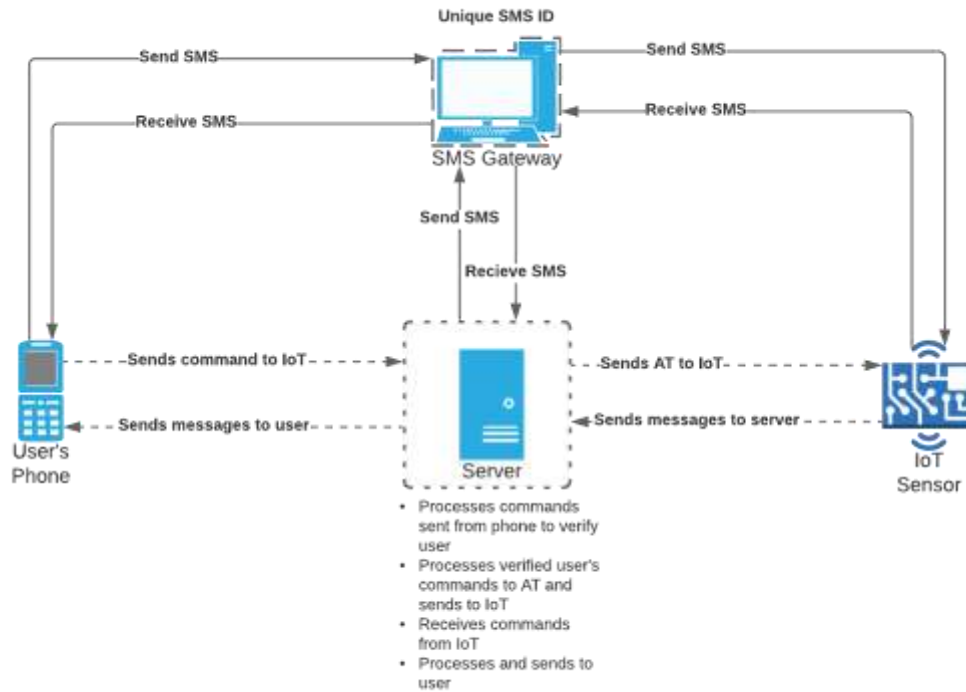 Unique SMS ID
Send SMS
Send SMS
Receive SMS
Receive SMS
SMS Gateway
Send SMS
Recieve SMS
Sends command to IoT
Sends AT to IoT
Sends messages to user
Sends messages to server
User's
Phone
Server
IoT
Sensor
• Processes commands
sent from phone to verify
user
• Processes verified user's
commands to AT and
sends to IoT
• Receives commands
from IoT
• Processes and sends to
user